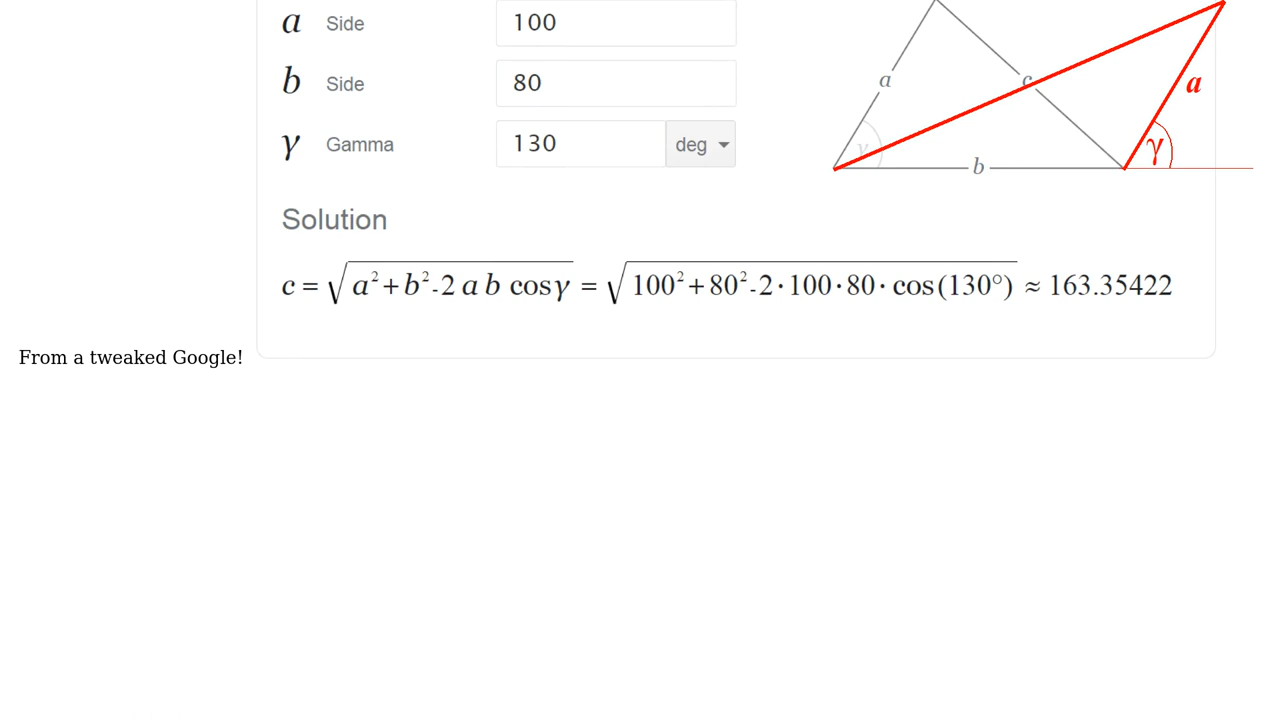 a Side 100
b Side 80
γ Gamma 130 deg
a
c
b
γ
a
γ
Solution
c = √a²+b²-2 a b cosγ = √100²+80²-2·100·80·cos(130°) ≈ 163.35422
From a tweaked Google!